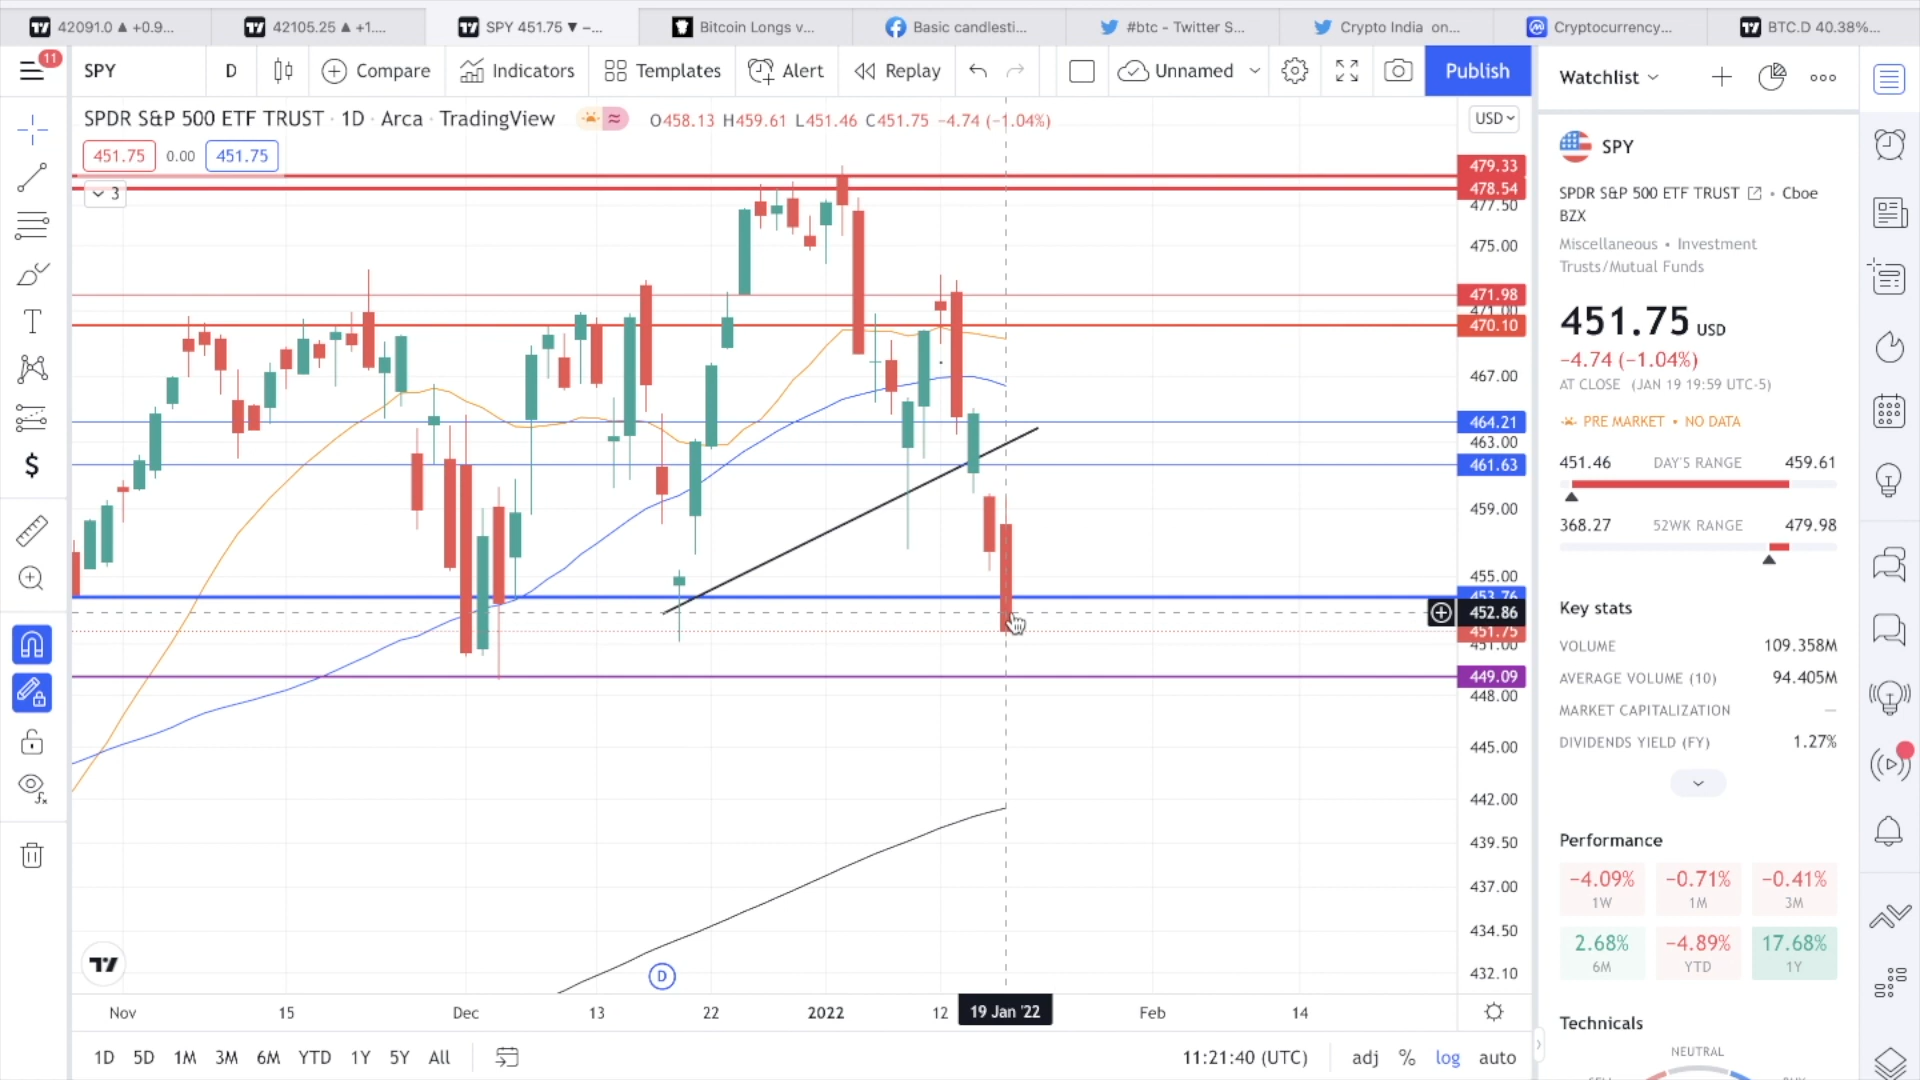 42091.0 ▲ +0.9...
42105.25 ▲ +1....
SPY 451.75 ▼ −...
Bitcoin Longs v...
Basic candlesti...
#btc - Twitter S...
Crypto India on...
Cryptocurrency...
BTC.D 40.38%...
11
SPY
D
Compare
Indicators
Templates
Alert
Replay
Unnamed
Publish
SPDR S&P 500 ETF TRUST · 1D · Arca · TradingView
O458.13 H459.61 L451.46 C451.75 −4.74 (−1.04%)
451.75 0.00 451.75
3
USD
479.33
478.54
477.50
475.00
471.98
471.00
470.10
467.00
464.21
463.00
461.63
459.00
455.00
453.76
452.86
451.75
451.00
449.09
448.00
445.00
442.00
439.50
437.00
434.50
432.10
D
Nov 15 Dec 13 22 2022 12 19 Jan '22 Feb 14
1D 5D 1M 3M 6M YTD 1Y 5Y All
11:21:40 (UTC)
adj % log auto
Watchlist
SPY
SPDR S&P 500 ETF TRUST • Cboe
BZX
Miscellaneous • Investment
Trusts/Mutual Funds
451.75 USD
−4.74 (−1.04%)
AT CLOSE (JAN 19 19:59 UTC-5)
PRE MARKET • NO DATA
451.46 DAY'S RANGE 459.61
368.27 52WK RANGE 479.98
Key stats
VOLUME 109.358M
AVERAGE VOLUME (10) 94.405M
MARKET CAPITALIZATION —
DIVIDENDS YIELD (FY) 1.27%
Performance
−4.09% −0.71% −0.41%
1W 1M 3M
2.68% −4.89% 17.68%
6M YTD 1Y
Technicals
NEUTRAL